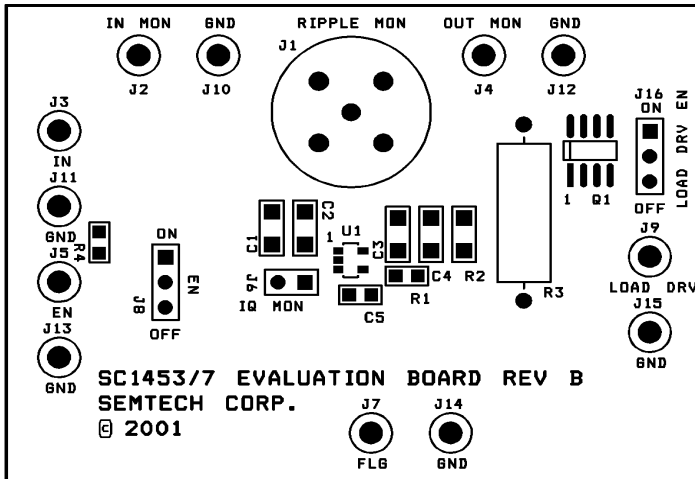 IN MON
GND
RIPPLE MON
OUT MON
GND
J1
J2
J10
J4
J12
J16
ON
LOAD DRV EN
OFF
J3
IN
J11
GND
R4
J5
EN
J13
GND
ON
EN
J8
OFF
C1
C2
U1
1
C3
C4
R2
J6
IQ MON
C5
R1
R3
1 Q1
J9
LOAD DRV
J15
GND
SC1453/7 EVALUATION BOARD REV B
SEMTECH CORP.
© 2001
J7
FLG
J14
GND